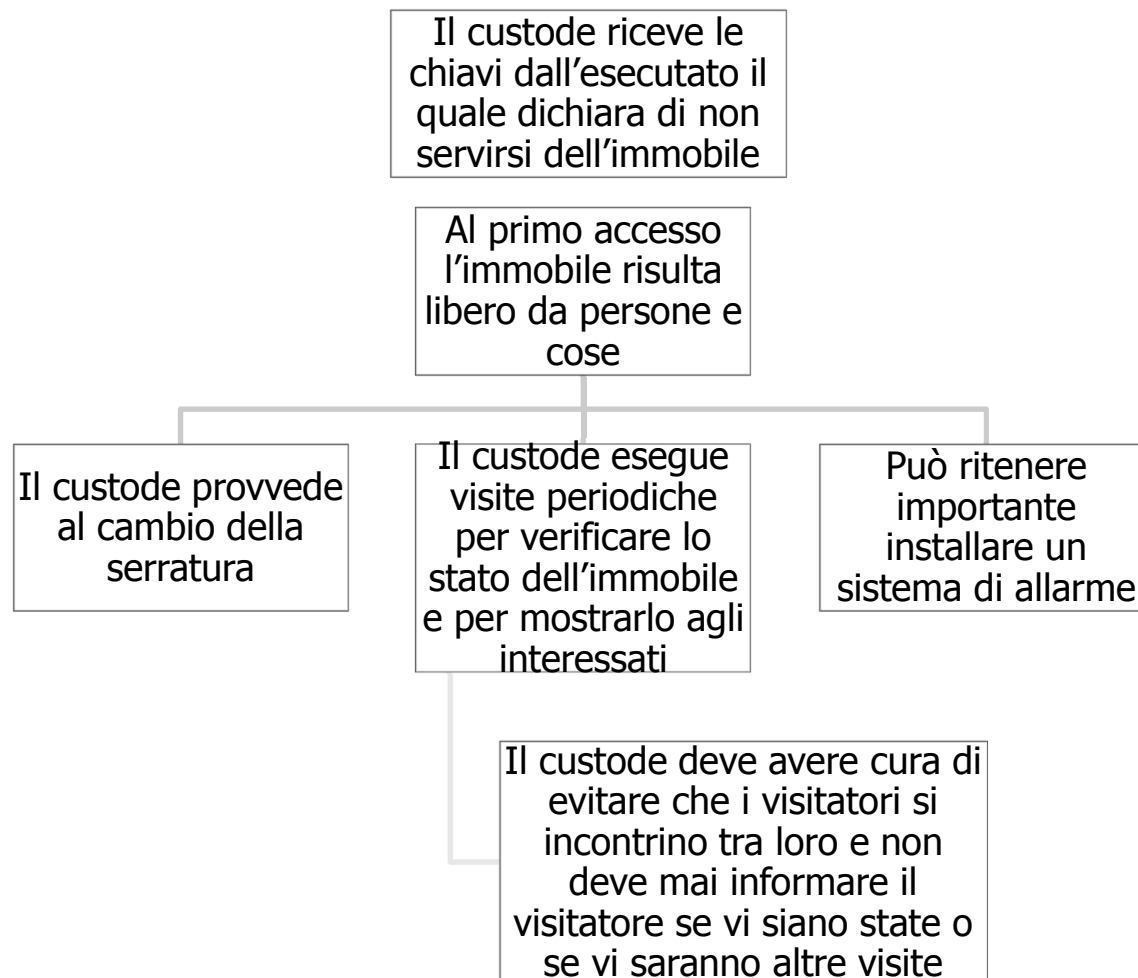 Il custode riceve le
chiavi dall’esecutato il
quale dichiara di non
servirsi dell’immobile
Al primo accesso
l’immobile risulta
libero da persone e
cose
Il custode provvede
al cambio della
serratura
Il custode esegue
visite periodiche
per verificare lo
stato dell’immobile
e per mostrarlo agli
interessati
Può ritenere
importante
installare un
sistema di allarme
Il custode deve avere cura di
evitare che i visitatori si
incontrino tra loro e non
deve mai informare il
visitatore se vi siano state o
se vi saranno altre visite